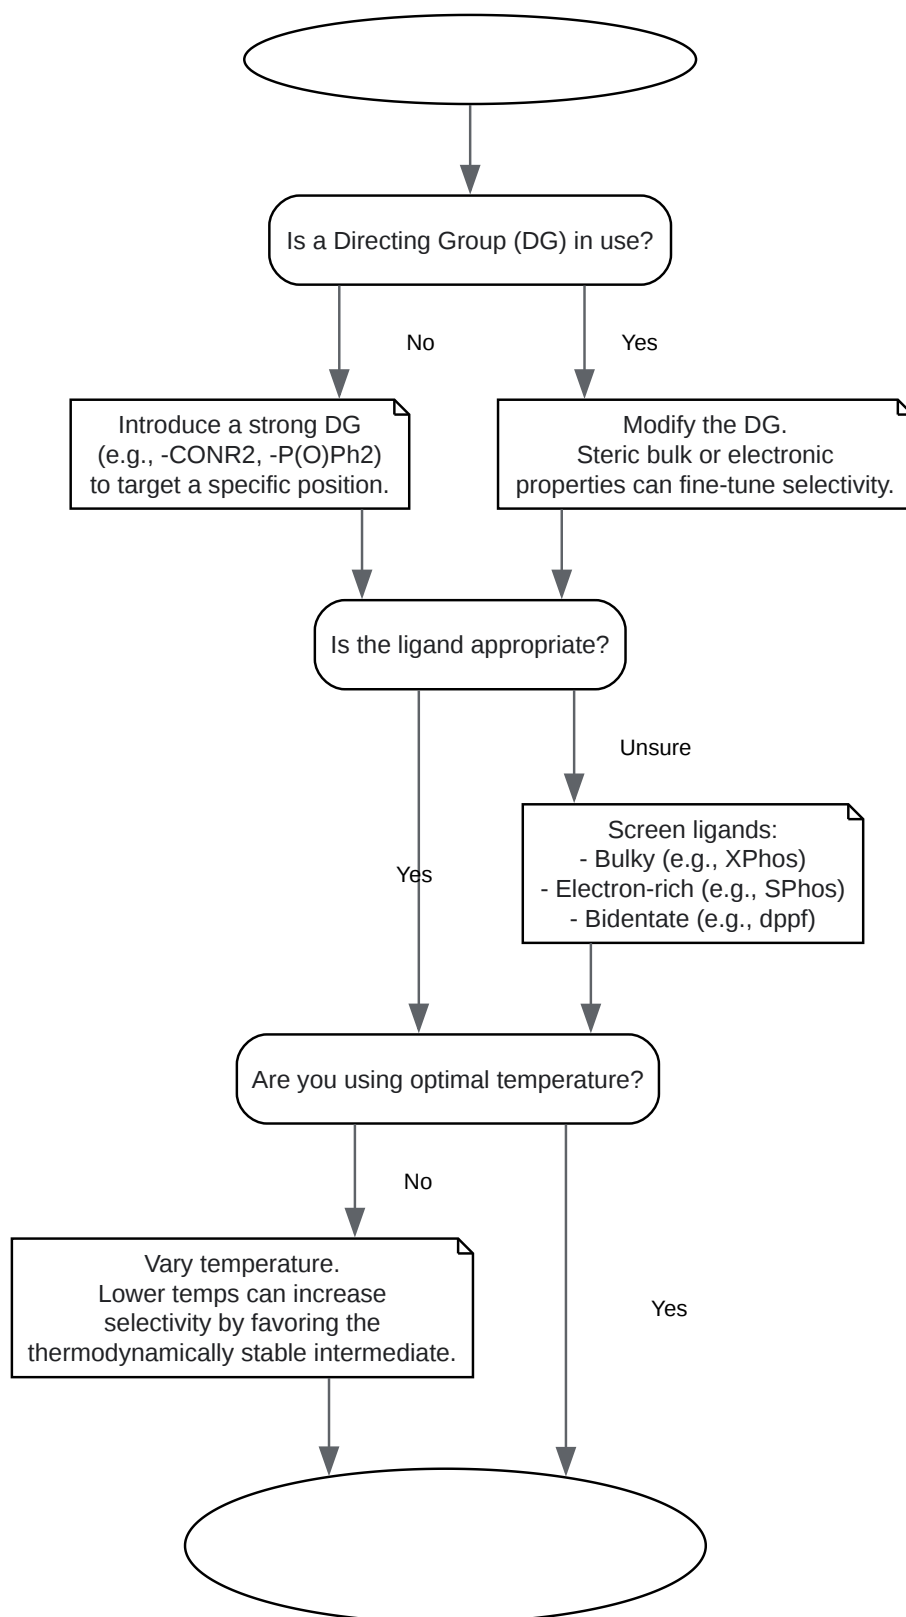 Is a Directing Group (DG) in use?
No
Yes
Introduce a strong DG
(e.g., -CONR2, -P(O)Ph2)
to target a specific position.
Modify the DG.
Steric bulk or electronic
properties can fine-tune selectivity.
Is the ligand appropriate?
Unsure
Yes
Screen ligands:
- Bulky (e.g., XPhos)
- Electron-rich (e.g., SPhos)
- Bidentate (e.g., dppf)
Are you using optimal temperature?
No
Vary temperature.
Lower temps can increase
selectivity by favoring the
thermodynamically stable intermediate.
Yes